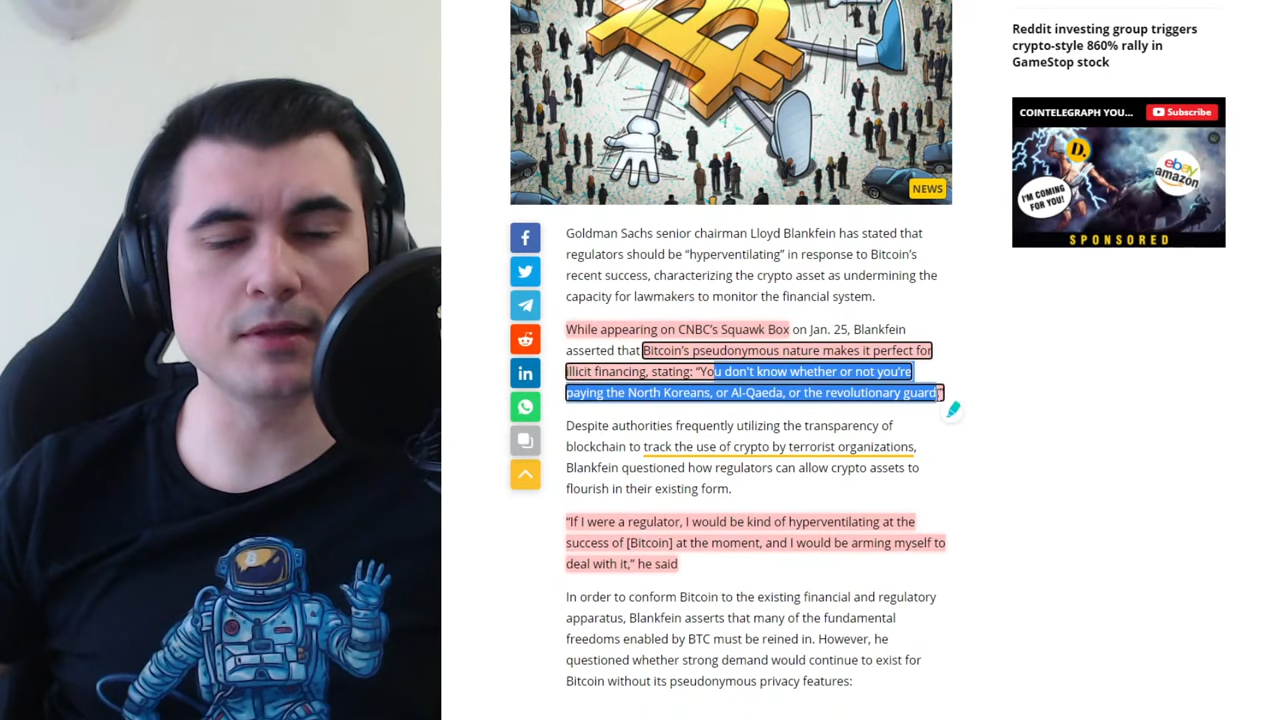 Reddit investing group triggers
crypto-style 860% rally in
GameStop stock
COINTELEGRAPH YOU...
Subscribe
D.
ebay
amazon
I'M COMING
FOR YOU!
SPONSORED
NEWS
Goldman Sachs senior chairman Lloyd Blankfein has stated that
regulators should be “hyperventilating” in response to Bitcoin’s
recent success, characterizing the crypto asset as undermining the
capacity for lawmakers to monitor the financial system.
While appearing on CNBC’s Squawk Box on Jan. 25, Blankfein
asserted that Bitcoin’s pseudonymous nature makes it perfect for
illicit financing, stating: “You don't know whether or not you’re
paying the North Koreans, or Al-Qaeda, or the revolutionary guard.”
Despite authorities frequently utilizing the transparency of
blockchain to track the use of crypto by terrorist organizations,
Blankfein questioned how regulators can allow crypto assets to
flourish in their existing form.
“If I were a regulator, I would be kind of hyperventilating at the
success of [Bitcoin] at the moment, and I would be arming myself to
deal with it,” he said
In order to conform Bitcoin to the existing financial and regulatory
apparatus, Blankfein asserts that many of the fundamental
freedoms enabled by BTC must be reined in. However, he
questioned whether strong demand would continue to exist for
Bitcoin without its pseudonymous privacy features: